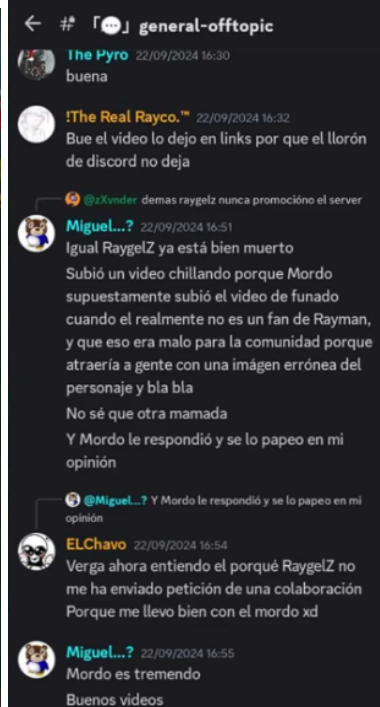 ← # 「💬」general-offtopic
The Pyro 22/09/2024 16:30
buena
!The Real Rayco.™ 22/09/2024 16:32
Bue el video lo dejo en links por que el llorón
de discord no deja
@zXvnder demas raygelz nunca promocióno el server
Miguel...? 22/09/2024 16:51
Igual RaygelZ ya está bien muerto
Subió un video chillando porque Mordo
supuestamente subió el video de funado
cuando el realmente no es un fan de Rayman,
y que eso era malo para la comunidad porque
atraería a gente con una imágen errónea del
personaje y bla bla
No sé que otra mamada
Y Mordo le respondió y se lo papeo en mi
opinión
@Miguel...? Y Mordo le respondió y se lo papeo en mi
opinión
ELChavo 22/09/2024 16:54
Verga ahora entiendo el porqué RaygelZ no
me ha enviado petición de una colaboración
Porque me llevo bien con el mordo xd
Miguel...? 22/09/2024 16:55
Mordo es tremendo
Buenos videos